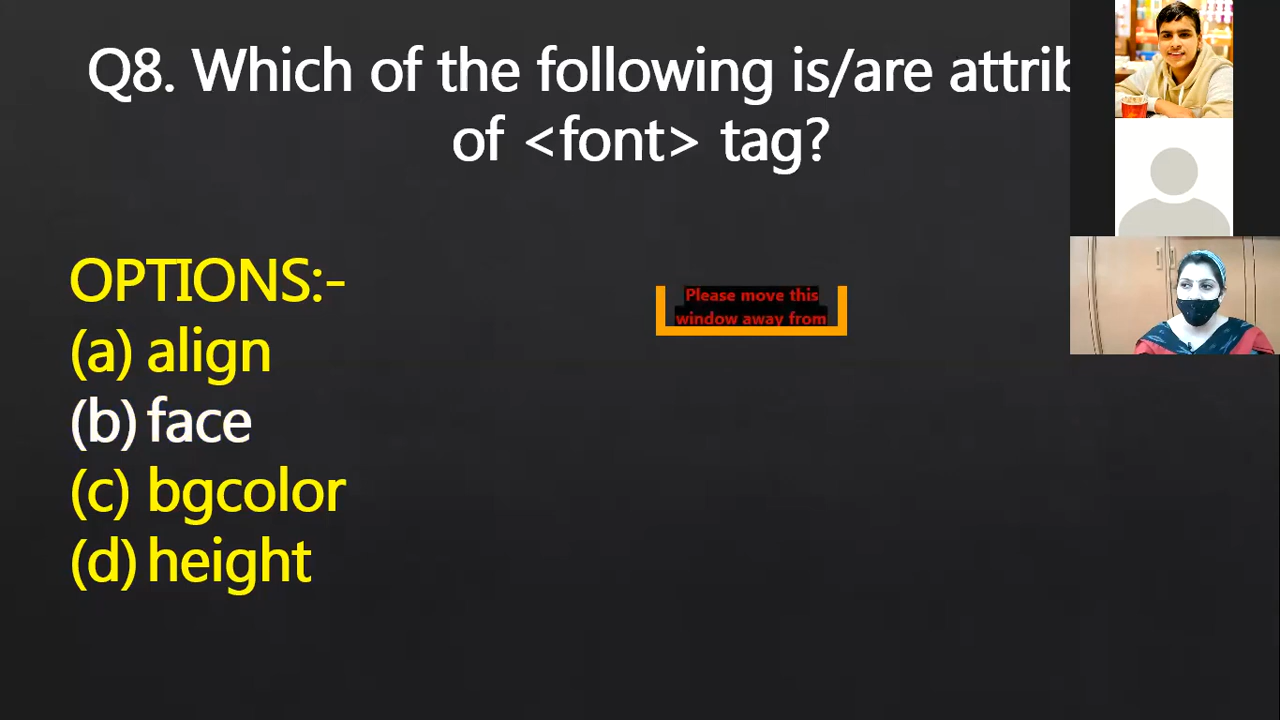 Q8. Which of the following is/are
of <font> tag?
OPTIONS:-
(a) align
(b) face
(c) bgcolor
(d) height
Please move this
window away from